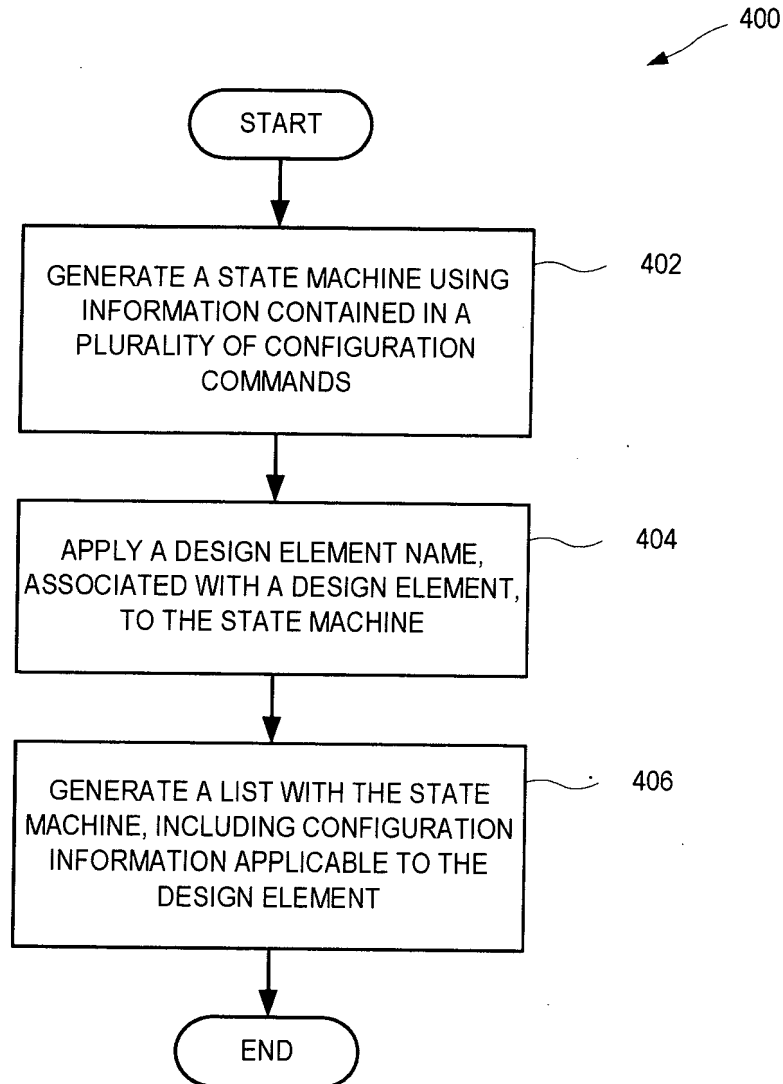 400
START
GENERATE A STATE MACHINE USING
INFORMATION CONTAINED IN A
PLURALITY OF CONFIGURATION
COMMANDS
402
APPLY A DESIGN ELEMENT NAME,
ASSOCIATED WITH A DESIGN ELEMENT,
TO THE STATE MACHINE
404
GENERATE A LIST WITH THE STATE
MACHINE, INCLUDING CONFIGURATION
INFORMATION APPLICABLE TO THE
DESIGN ELEMENT
406
END